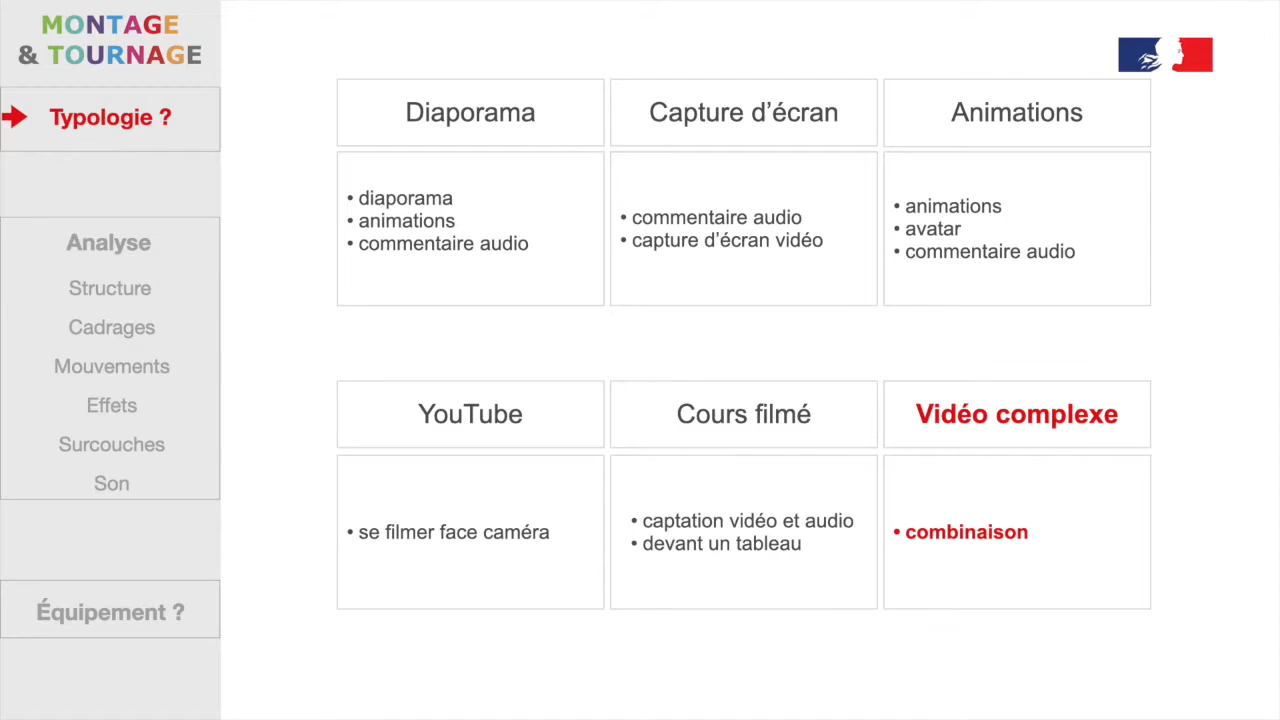 MONTAGE
& TOURNAGE
Typologie ?
Analyse
Structure
Cadrages
Mouvements
Effets
Surcouches
Son
Équipement ?
Diaporama
• diaporama
• animations
• commentaire audio
Capture d’écran
• commentaire audio
• capture d’écran vidéo
Animations
• animations
• avatar
• commentaire audio
YouTube
• se filmer face caméra
Cours filmé
• captation vidéo et audio
• devant un tableau
Vidéo complexe
• combinaison